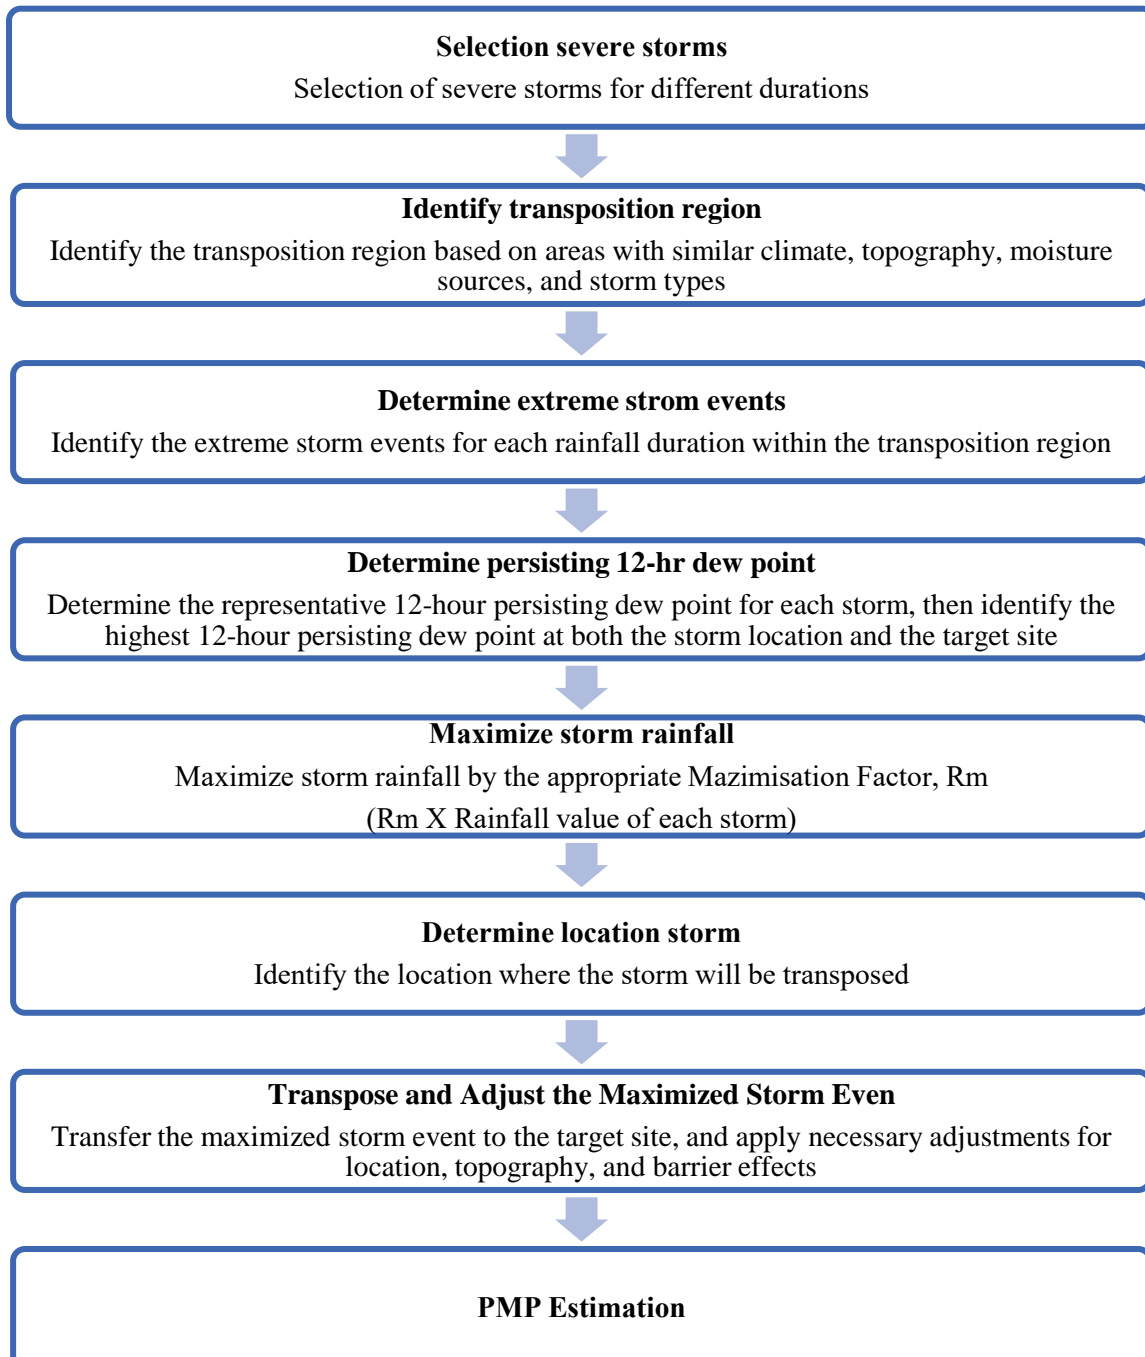 Selection severe storms
Selection of severe storms for different durations
Identify transposition region
Identify the transposition region based on areas with similar climate, topography, moisture
sources, and storm types
Determine extreme strom events
Identify the extreme storm events for each rainfall duration within the transposition region
Determine persisting 12-hr dew point
Determine the representative 12-hour persisting dew point for each storm, then identify the
highest 12-hour persisting dew point at both the storm location and the target site
Maximize storm rainfall
Maximize storm rainfall by the appropriate Mazimisation Factor, Rm
(Rm X Rainfall value of each storm)
Determine location storm
Identify the location where the storm will be transposed
Transpose and Adjust the Maximized Storm Even
Transfer the maximized storm event to the target site, and apply necessary adjustments for
location, topography, and barrier effects
PMP Estimation